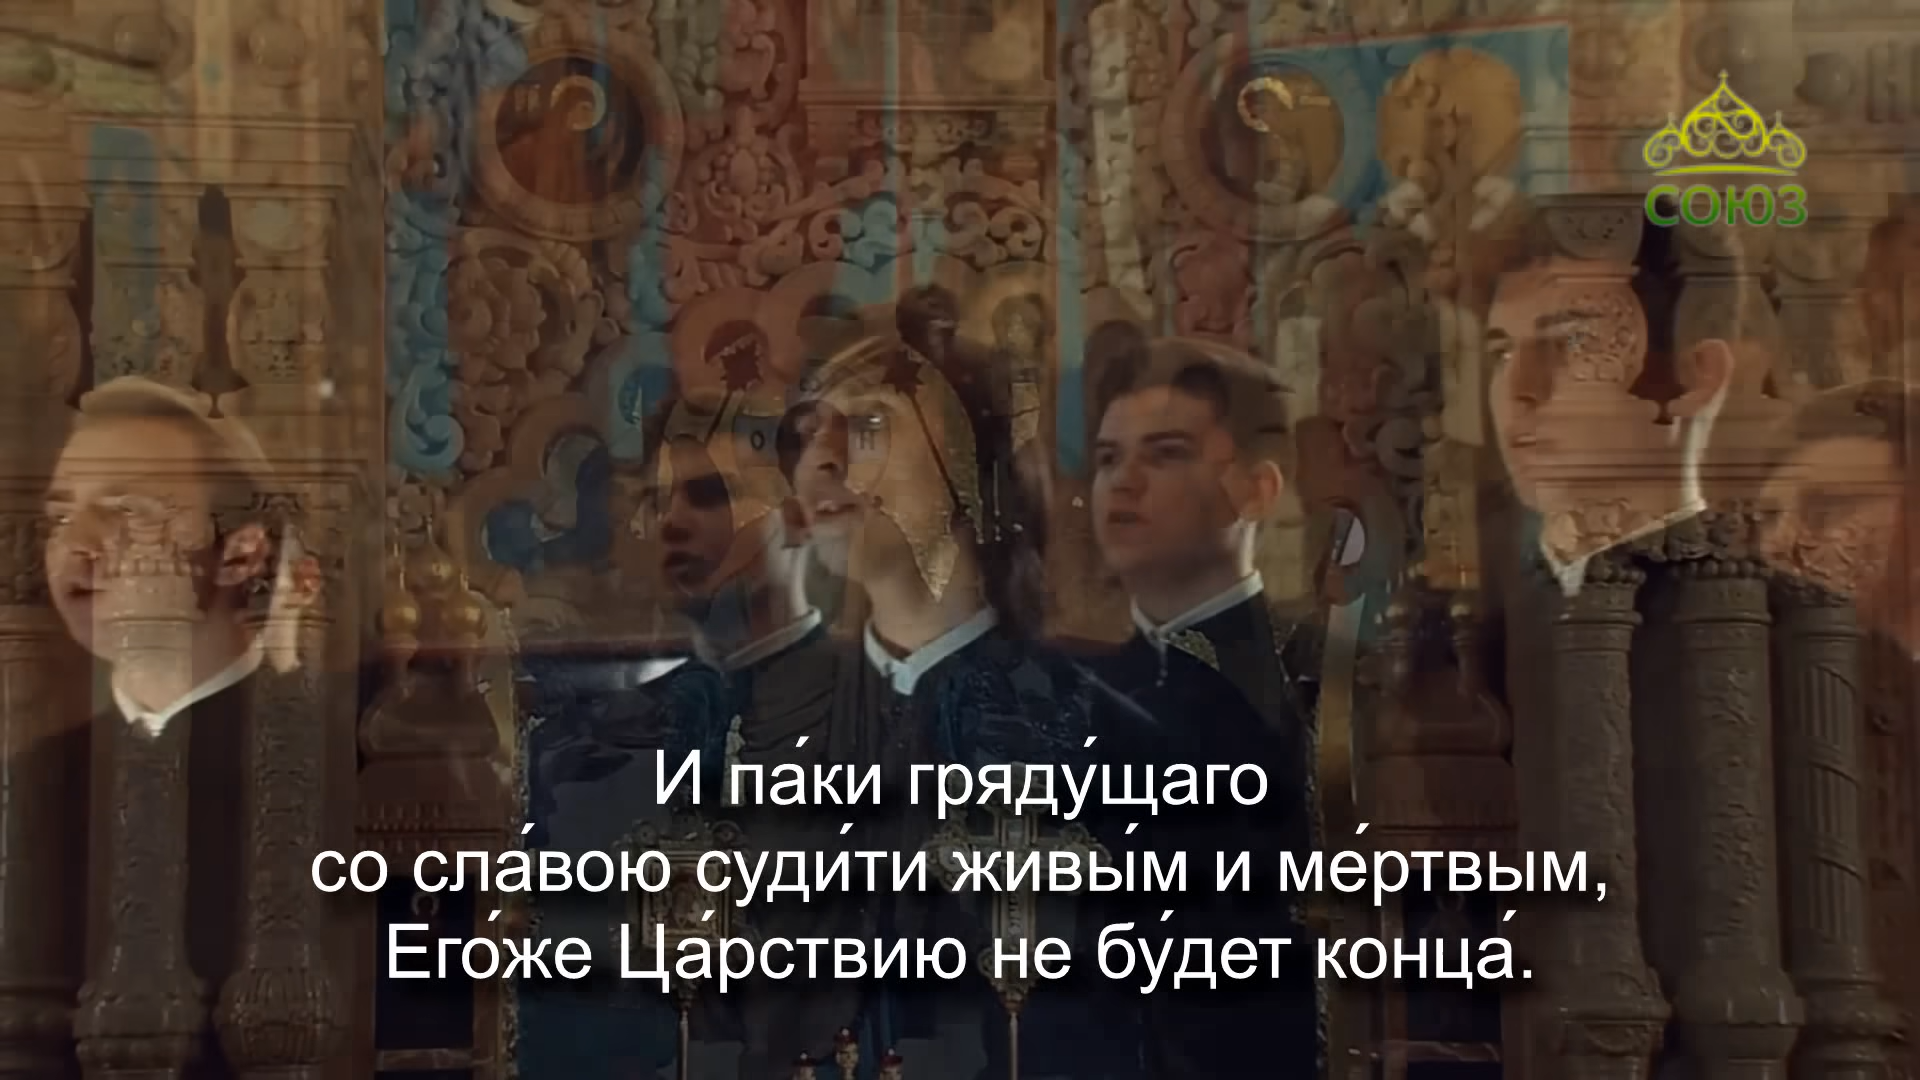 СОЮЗ
И па́ки гряду́щаго
со сла́вою суди́ти живы́м и ме́ртвым,
Его́же Ца́рствию не бу́дет конца́.